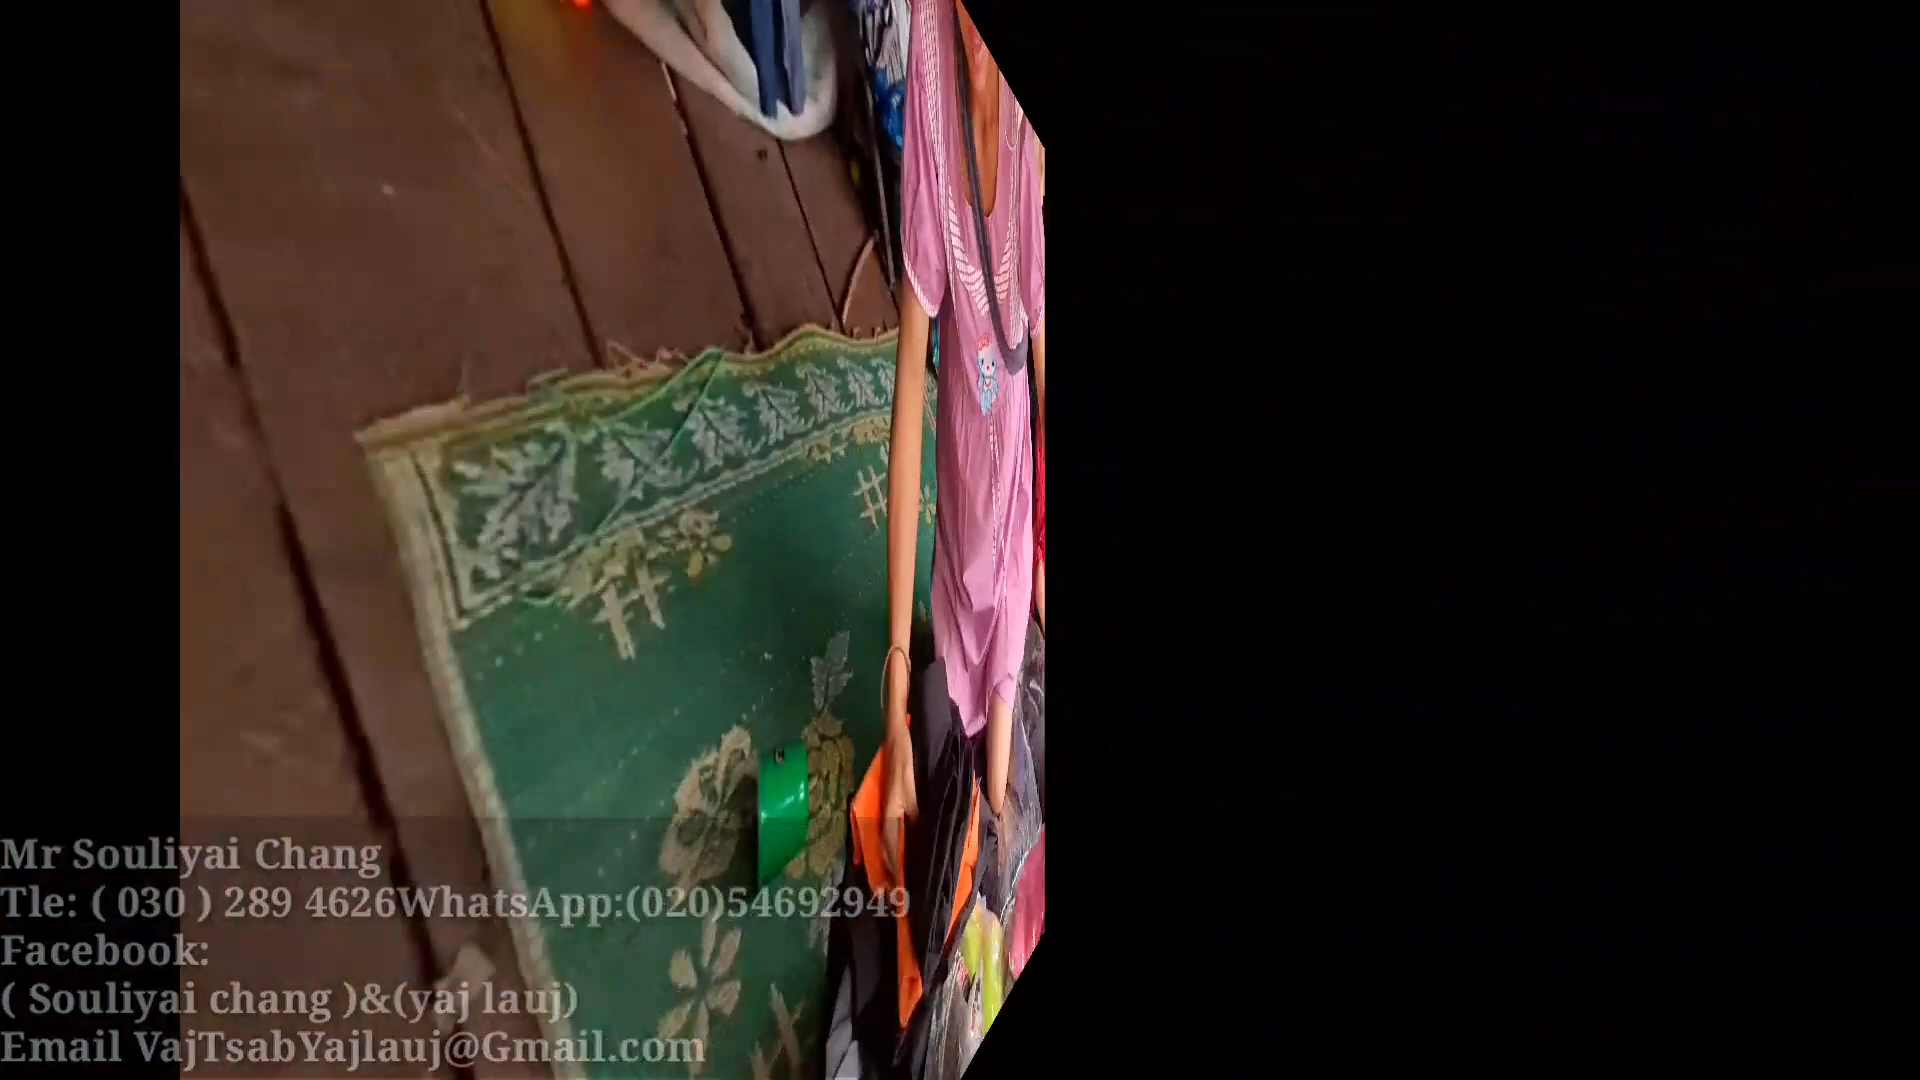 Mr Souliyai Chang
Tle: ( 030 ) 289 4626WhatsApp:(020)54692949
Facebook:
( Souliyai chang )&(yaj lauj)
Email VajTsabYajlauj@Gmail.com